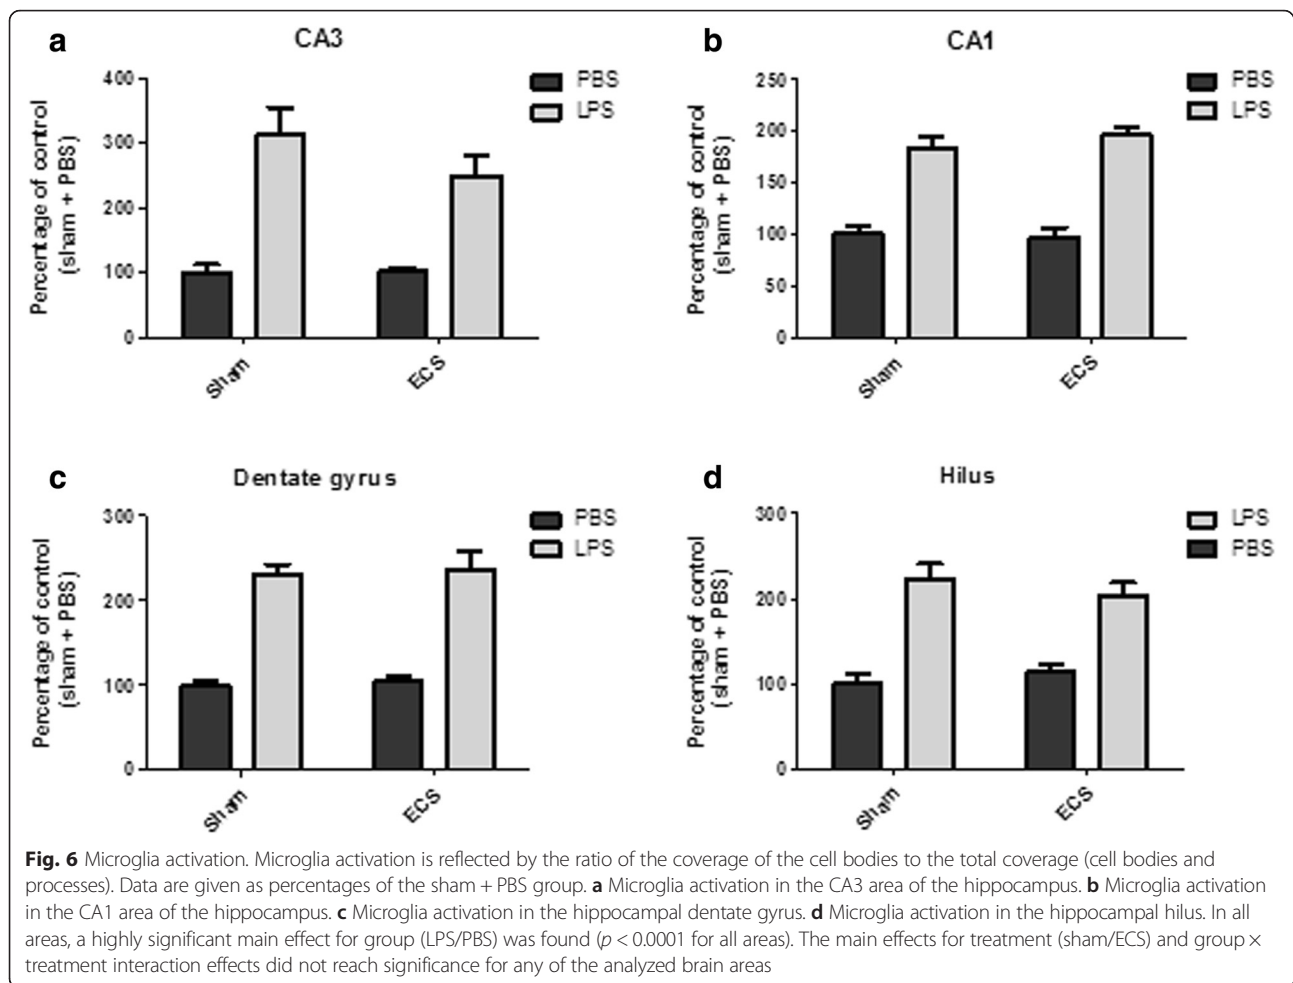 a
CA3
Percentage of control
(sham + PBS)
400
300
200
100
0
Sham
ECS
PBS
LPS
b
CA1
Percentage of control
(sham + PBS)
250
200
150
100
50
0
Sham
ECS
PBS
LPS
c
Dentate gyrus
Percentage of control
(sham + PBS)
300
200
100
0
Sham
ECS
PBS
LPS
d
Hilus
Percentage of control
(sham + PBS)
300
200
100
0
Sham
ECS
LPS
PBS
Fig. 6 Microglia activation. Microglia activation is reflected by the ratio of the coverage of the cell bodies to the total coverage (cell bodies and
processes). Data are given as percentages of the sham + PBS group. a Microglia activation in the CA3 area of the hippocampus. b Microglia activation
in the CA1 area of the hippocampus. c Microglia activation in the hippocampal dentate gyrus. d Microglia activation in the hippocampal hilus. In all
areas, a highly significant main effect for group (LPS/PBS) was found (p < 0.0001 for all areas). The main effects for treatment (sham/ECS) and group ×
treatment interaction effects did not reach significance for any of the analyzed brain areas